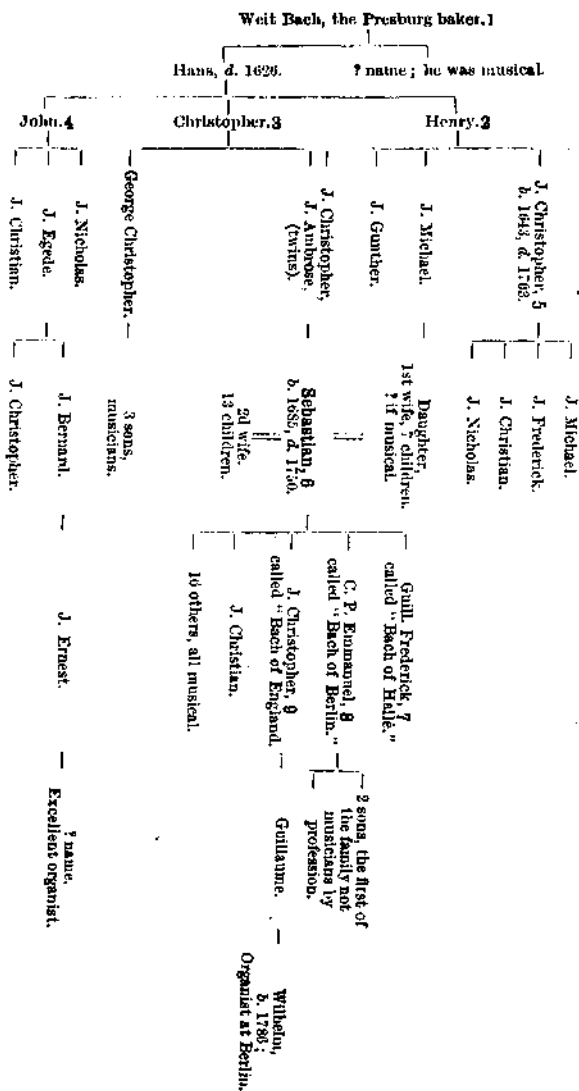 Weit Bach, the Presburg baker.1
Hans, d. 1626.
? name; he was musical.
John.4
Christopher.3
Henry.2
J. Christian.
J. Egede.
J. Nicholas.
George Christopher.
J. Christopher,
J. Ambrose,
(twins).
J. Gunther.
J. Michael.
J. Christopher, 5
b. 1643, d. 1703.
J. Christopher.
J. Bernard.
3 sons,
musicians.
Sebastian, 6
b. 1685, d. 1750.
2d wife.
13 children.
Daughter,
1st wife, 7 children.
? if musical.
J. Nicholas.
J. Christian.
J. Frederick.
J. Michael.
J. Ernest.
16 others, all musical.
J. Christian.
J. Christopher, 9
called "Bach of England.
C. P. Emmanuel, 8
called "Bach of Berlin."
Guill. Frederick, 7
called "Bach of Halle."
? name.
Excellent organist.
Guillaume.
2 sons, the first of
the family not
musicians by
profession.
Wilhelm,
b. 1786;
Organist at Berlin.